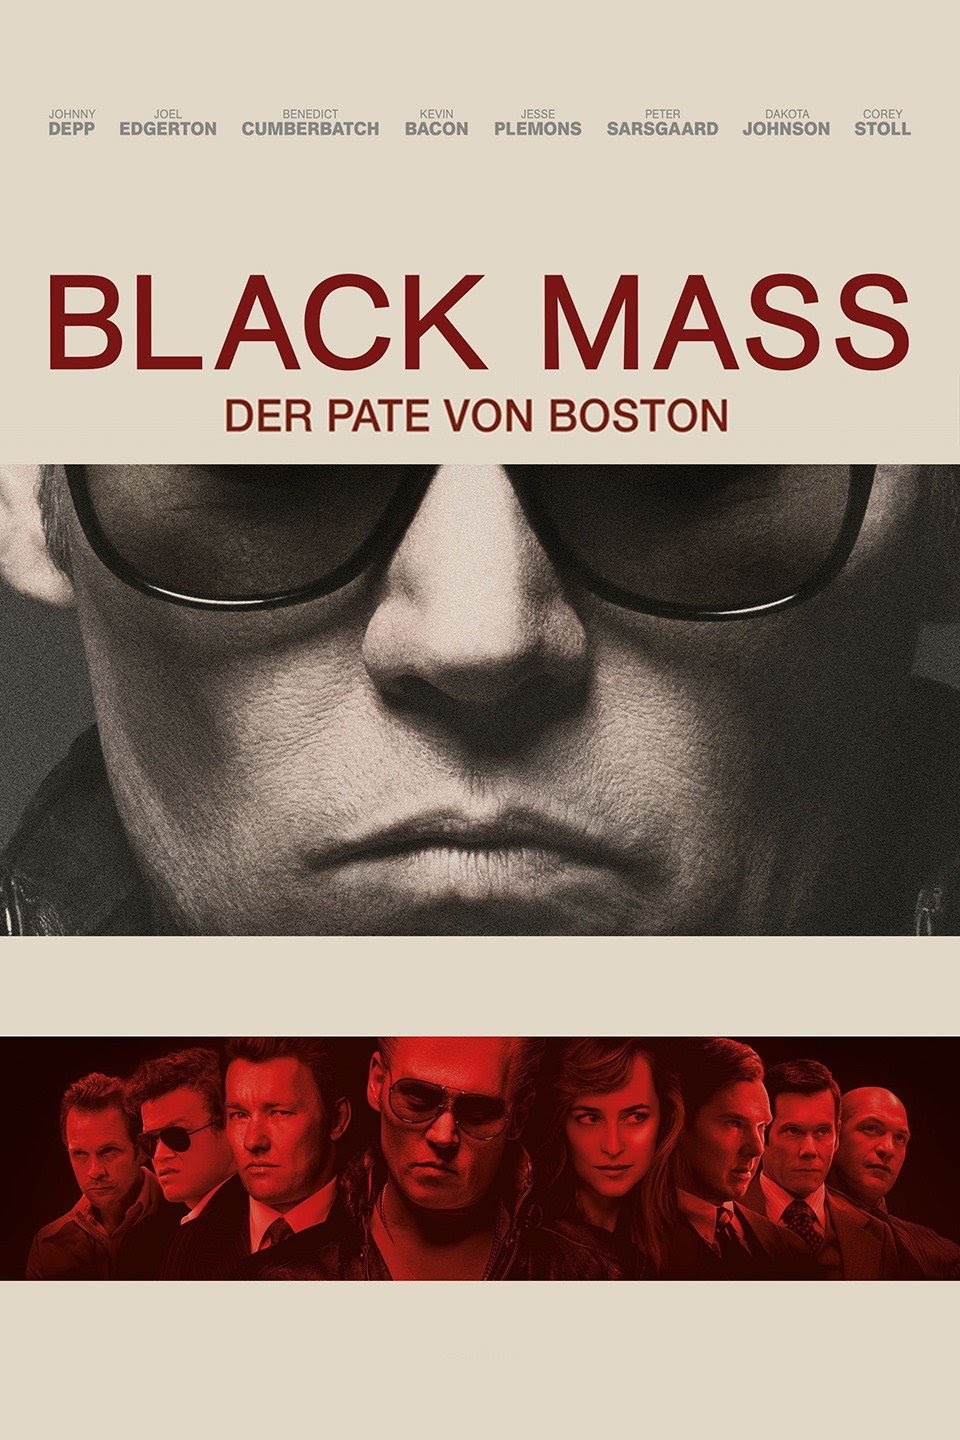 JOHNNY JOEL BENEDICT KEVIN JESSE PETER DAKOTA COREY
DEPP EDGERTON CUMBERBATCH BACON PLEMONS SARSGAARD JOHNSON STOLL
BLACK MASS
DER PATE VON BOSTON